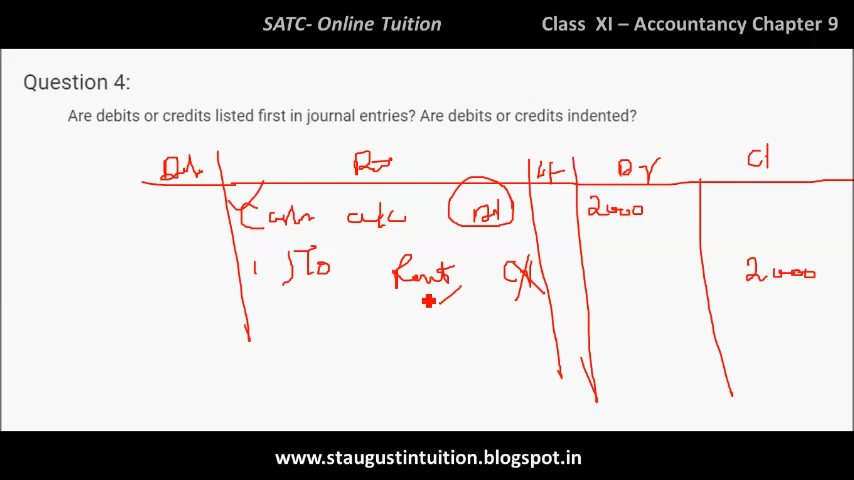 SATC- Online Tuition Class XI – Accountancy Chapter 9
Question 4:
Are debits or credits listed first in journal entries? Are debits or credits indented?
Dr Cr
Cash a/c 2000
To Rent 2000
www.staugustintuition.blogspot.in